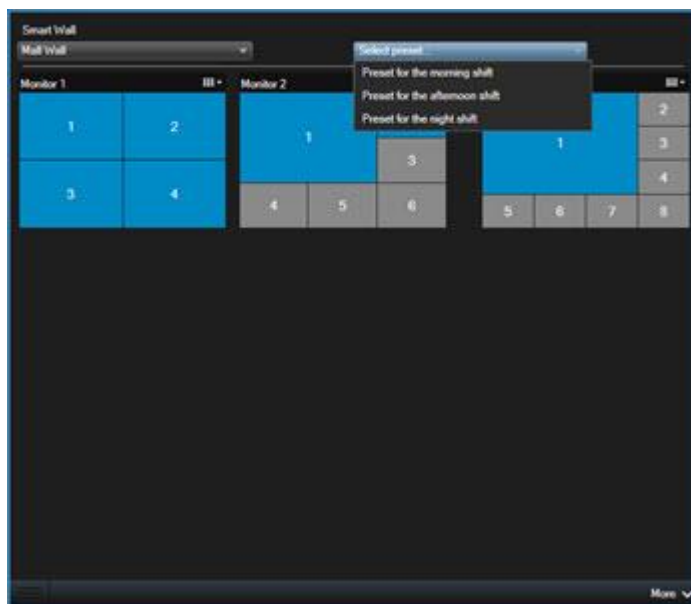 Smart Wall
Mall Wall
Select preset...
Preset for the morning shift
Preset for the afternoon shift
Preset for the night shift
Monitor 1
Monitor 2
1 2
3 4
1
3
4 5 6
1
2
3
4
5 6 7 8
More